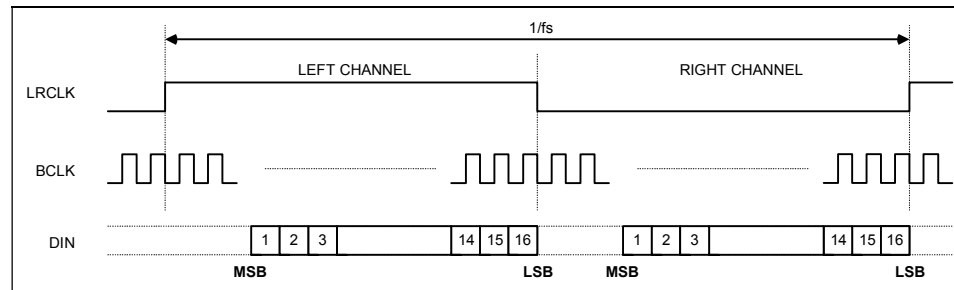 1/fs
LEFT CHANNEL RIGHT CHANNEL
LRCLK
BCLK
DIN 1 2 3 14 15 16 1 2 3 14 15 16
MSB LSB MSB LSB